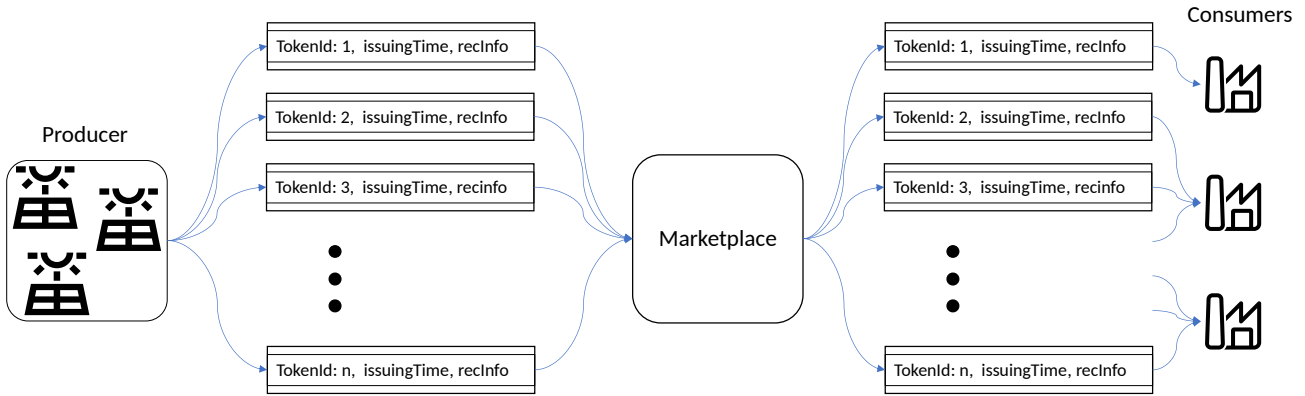 Consumers
TokenId: 1, issuingTime, recInfo
TokenId: 1, issuingTime, recInfo
TokenId: 2, issuingTime, recInfo
TokenId: 2, issuingTime, recInfo
Producer
TokenId: 3, issuingTime, recinfo
TokenId: 3, issuingTime, recinfo
Marketplace
TokenId: n, issuingTime, recInfo
TokenId: n, issuingTime, recInfo